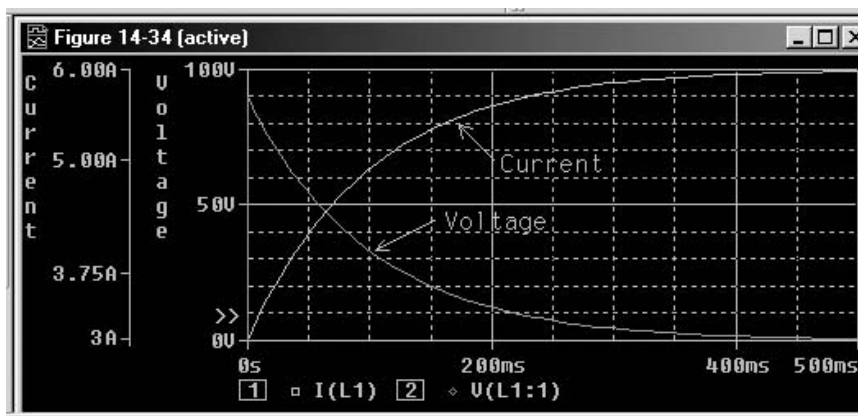 Figure 14-34 (active)
Current
6.00A
5.00A
3.75A
3A
Voltage
100V
50V
>>
0V
Current
Voltage
0s 200ms 400ms 500ms
1 I(L1) 2 V(L1:1)